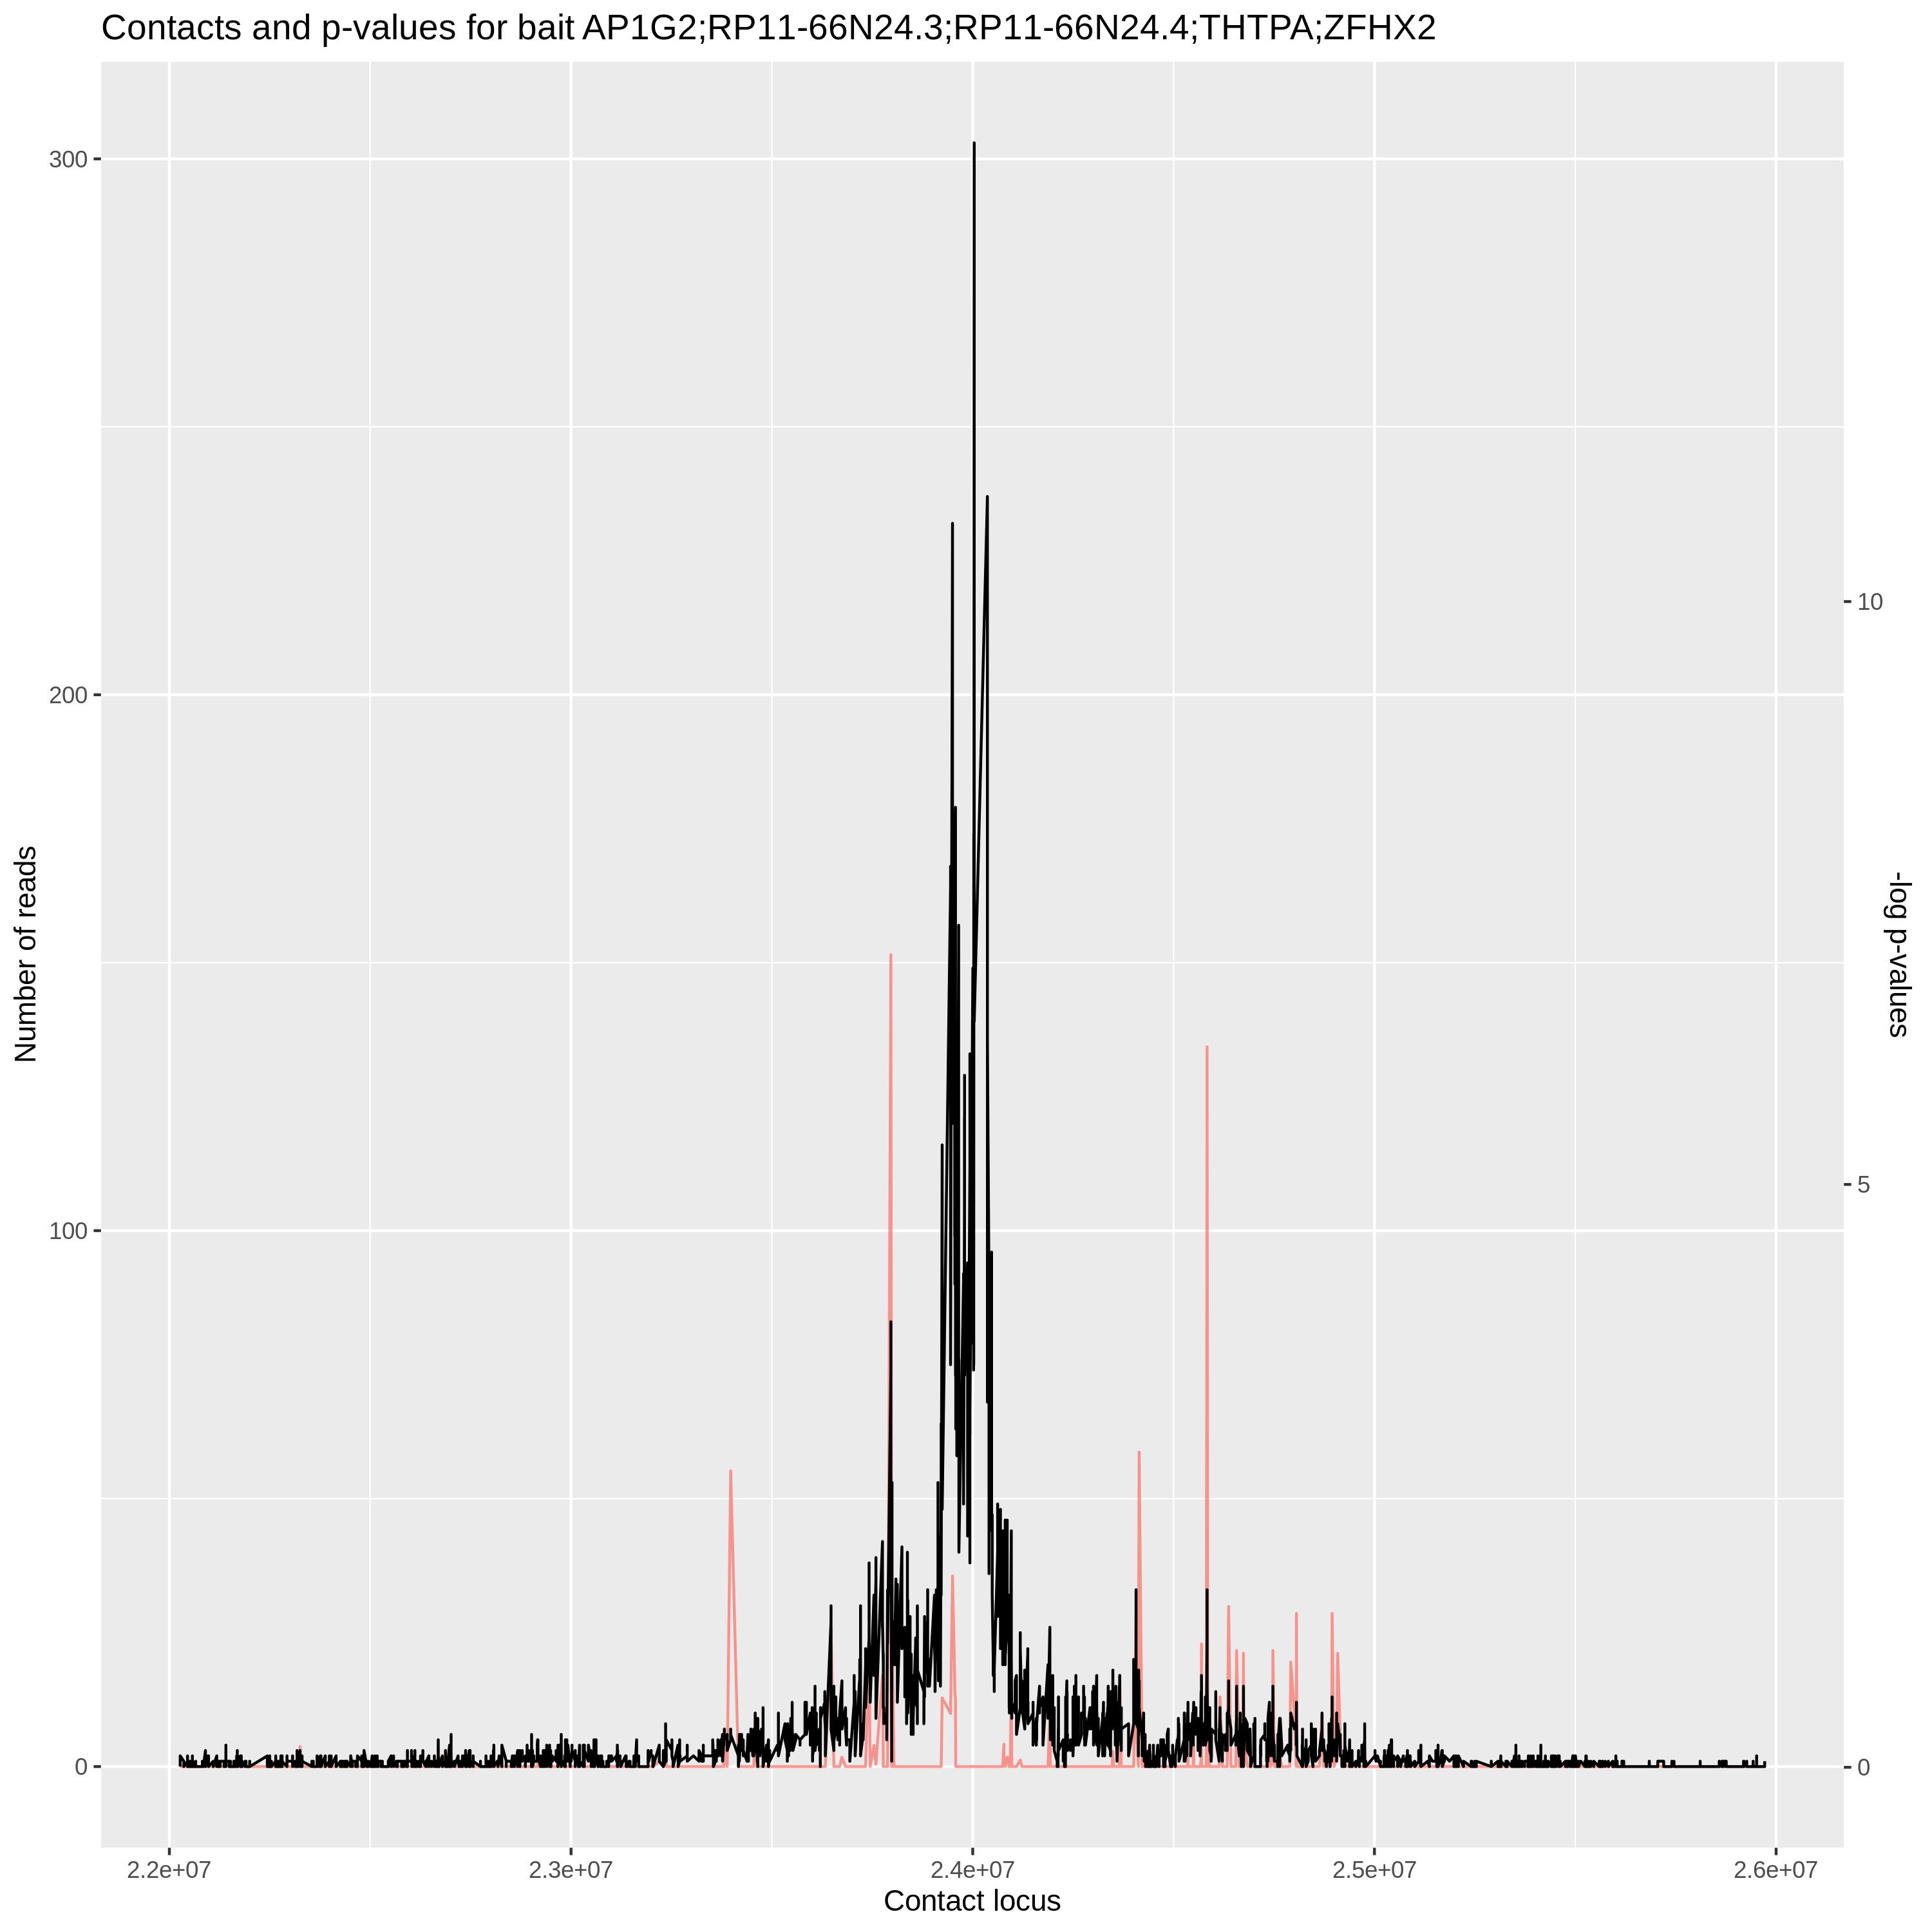 Contacts and p-values for bait AP1G2;RP11-66N24.3;RP11-66N24.4;THTPA;ZFHX2
300
200
100
0
Number of reads
10
5
0
-log p-values
2.2e+07 2.3e+07 2.4e+07 2.5e+07 2.6e+07
Contact locus